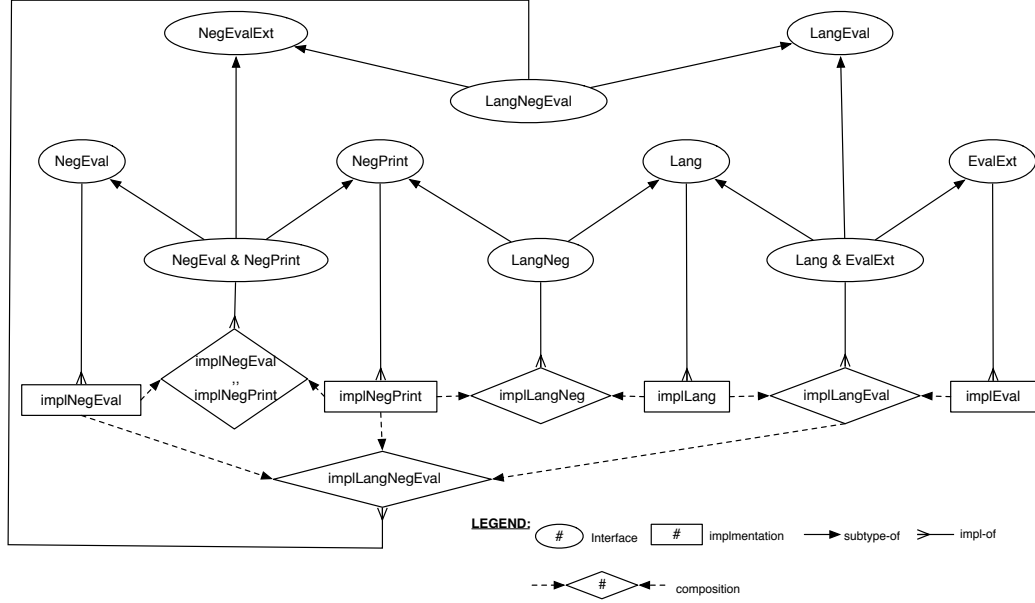 NegEvalExt
LangEval
LangNegEval
NegEval
NegPrint
Lang
EvalExt
NegEval & NegPrint
LangNeg
Lang & EvalExt
implNegEval
,,
implNegPrint
implNegEval
implNegPrint
implLangNeg
implLang
implLangEval
implEval
implLangNegEval
LEGEND:
# Interface
# implmentation
subtype-of
impl-of
# composition